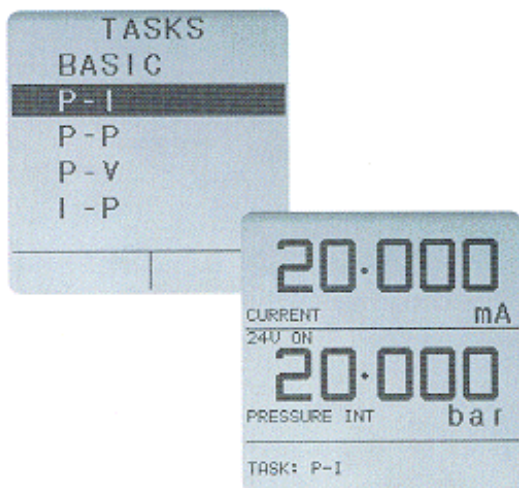 TASKS
BASIC
P-I
P-P
P-V
I-P
20.000
CURRENT mA
24V ON
20.000
PRESSURE INT bar
TASK: P-I